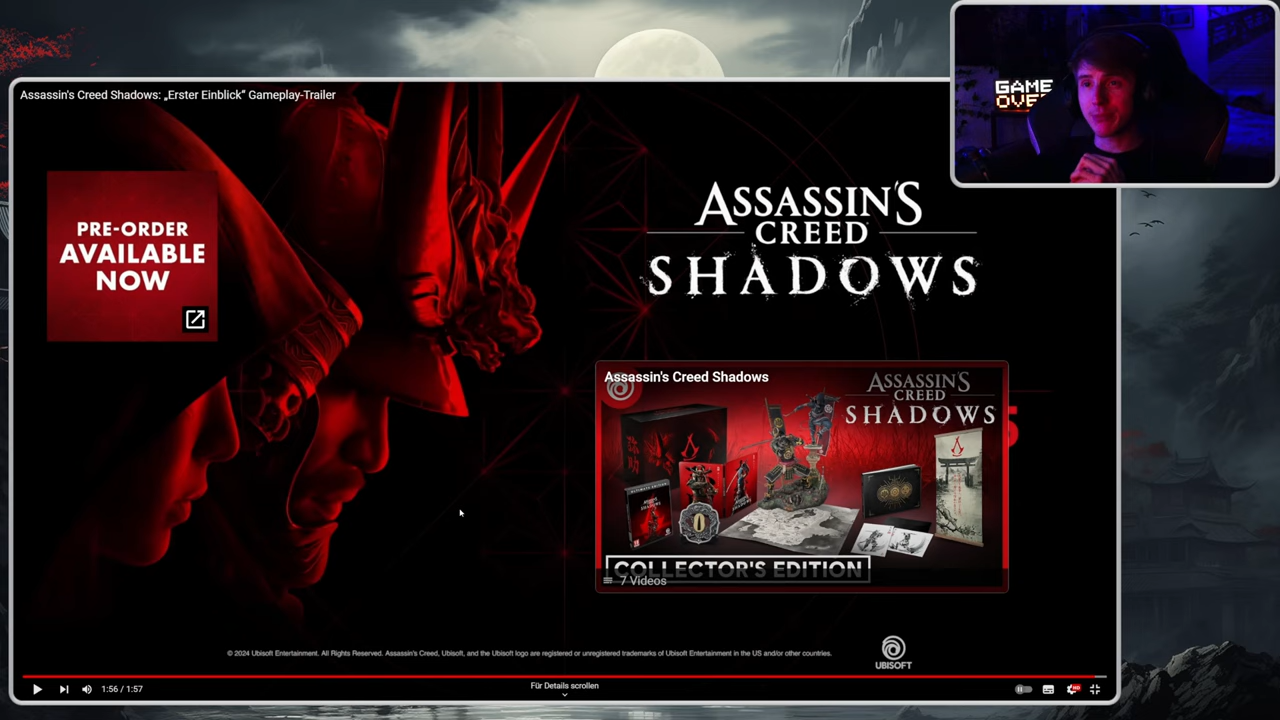 Assassin's Creed Shadows: „Erster Einblick“ Gameplay-Trailer
GAME
OVER
PRE-ORDER
AVAILABLE
NOW
ASSASSIN'S
CREED
SHADOWS
Assassin's Creed Shadows
ASSASSIN'S
CREED
SHADOWS
5
COLLECTOR'S EDITION
7 Videos
© 2024 Ubisoft Entertainment. All Rights Reserved. Assassin's Creed, Ubisoft, and the Ubisoft logo are registered or unregistered trademarks of Ubisoft Entertainment in the US and/or other countries.
UBISOFT
1:56 / 1:57
Für Details scrollen
HD